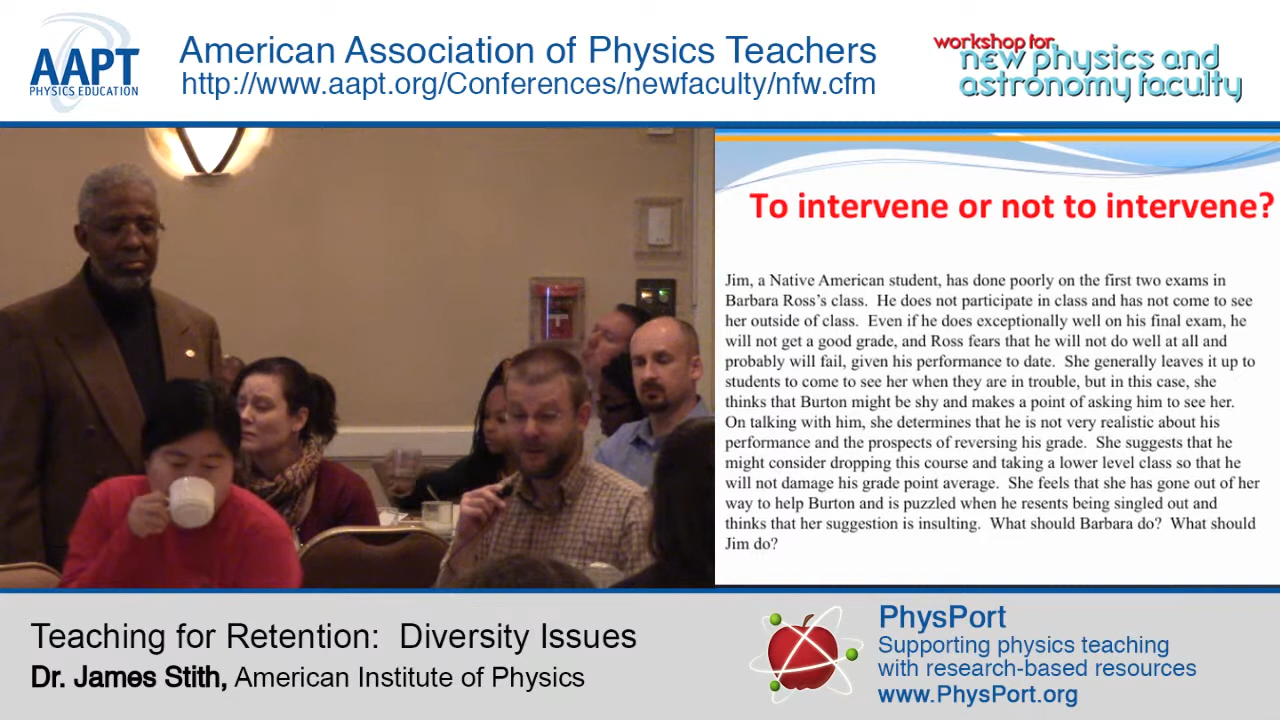 AAPT
PHYSICS EDUCATION
American Association of Physics Teachers
http://www.aapt.org/Conferences/newfaculty/nfw.cfm
workshop for
new physics and
astronomy faculty
To intervene or not to intervene?
Jim, a Native American student, has done poorly on the first two exams in
Barbara Ross's class.  He does not participate in class and has not come to see
her outside of class.  Even if he does exceptionally well on his final exam, he
will not get a good grade, and Ross fears that he will not do well at all and
probably will fail, given his performance to date.  She generally leaves it up to
students to come to see her when they are in trouble, but in this case, she
thinks that Burton might be shy and makes a point of asking him to see her.
On talking with him, she determines that he is not very realistic about his
performance and the prospects of reversing his grade.  She suggests that he
might consider dropping this course and taking a lower level class so that he
will not damage his grade point average.  She feels that she has gone out of her
way to help Burton and is puzzled when he resents being singled out and
thinks that her suggestion is insulting.  What should Barbara do?  What should
Jim do?
Teaching for Retention:  Diversity Issues
Dr. James Stith, American Institute of Physics
PhysPort
Supporting physics teaching
with research-based resources
www.PhysPort.org